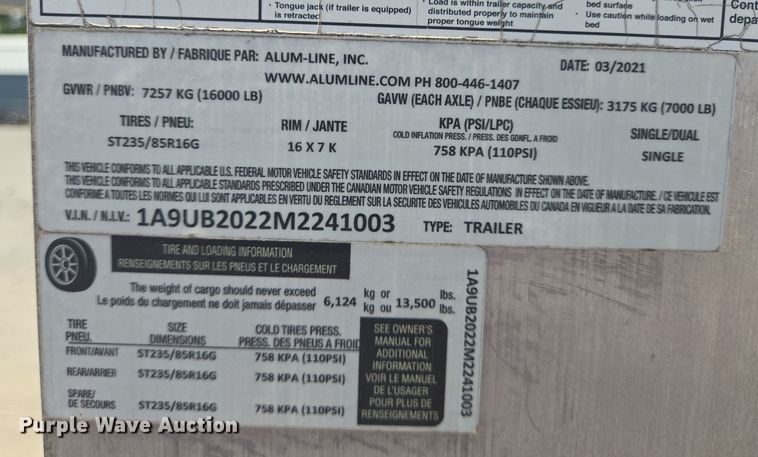 Tongue jack (if trailer is equipped)
is retracted
Load is within trailer capacity and
distributed properly to maintain
proper tongue weight
bed surface
Use caution while loading on wet
bed
Cont
depa
MANUFACTURED BY / FABRIQUE PAR: ALUM-LINE, INC.
DATE: 03/2021
WWW.ALUMLINE.COM PH 800-446-1407
GVWR / PNBV: 7257 KG (16000 LB)
GAVW (EACH AXLE) / PNBE (CHAQUE ESSIEU): 3175 KG (7000 LB)
TIRES / PNEU: RIM / JANTE KPA (PSI/LPC) SINGLE/DUAL
COLD INFLATION PRESS. / PRESS. DES GONFL. A FROID
ST235/85R16G 16 X 7 K 758 KPA (110PSI) SINGLE
THIS VEHICLE CONFORMS TO ALL APPLICABLE U.S. FEDERAL MOTOR VEHICLE SAFETY STANDARDS IN EFFECT ON THE DATE OF MANUFACTURE SHOWN ABOVE.
THIS VEHICLE CONFORMS TO ALL APPLICABLE STANDARDS PRESCRIBED UNDER THE CANADIAN MOTOR VEHICLE SAFETY REGULATIONS IN EFFECT ON THE DATE OF MANUFACTURE. / CE VEHICULE EST
CONFORME A TOUTES LES NORMES QUI LUI SONT APPLICABLES EN VERTU DU REGLEMENT SUR LA SECURITE DES VEHICULES AUTOMOBILES DU CANADA EN VIGUEUR A LA DATE DE SA FABRICATION.
V.I.N. / N.I.V.: 1A9UB2022M2241003 TYPE: TRAILER
TIRE AND LOADING INFORMATION
RENSEIGNEMENTS SUR LES PNEUS ET LE CHARGEMENT
The weight of cargo should never exceed 6,124 kg or 13,500 lbs.
Le poids du chargement ne doit jamais dépasser kg ou lbs.
TIRE SIZE COLD TIRES PRESS.
PNEU. DIMENSIONS PRESS. DES PNEUS A FROID
FRONT/AVANT ST235/85R16G 758 KPA (110PSI)
REAR/ARRIER ST235/85R16G 758 KPA (110PSI)
SPARE/
DE SECOURS ST235/85R16G 758 KPA (110PSI)
SEE OWNER'S
MANUAL FOR
ADDITIONAL
INFORMATION
VOIR LE MANUEL
DE L'USAGER
POUR PLUS DE
RENSEIGNEMENTS
1A9UB2022M2241003
Purple Wave Auction